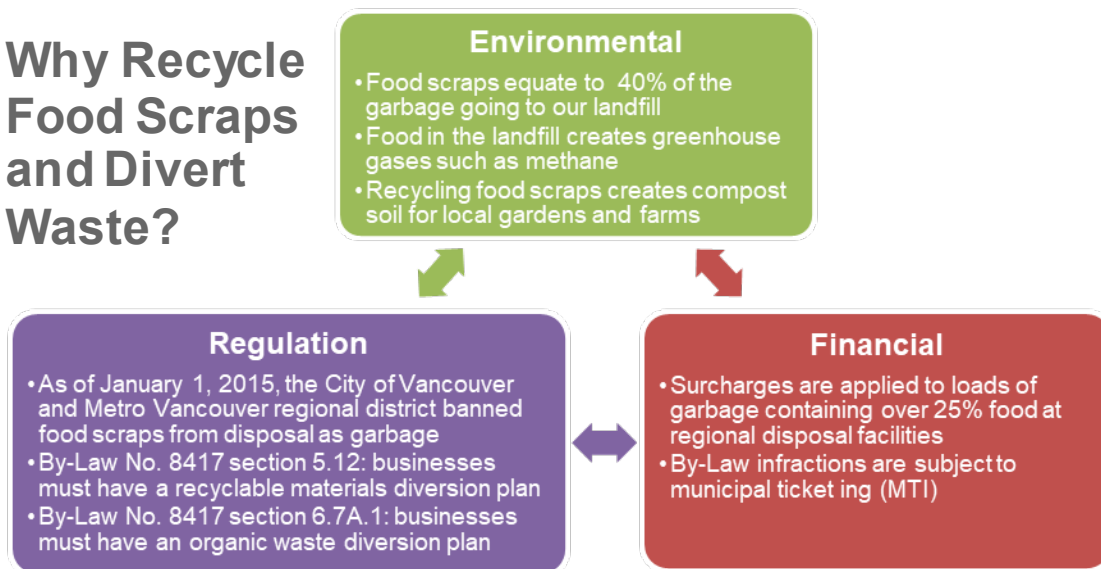 Why Recycle
Food Scraps
and Divert
Waste?
Environmental
•Food scraps equate to 40% of the
garbage going to our landfill
•Food in the landfill creates greenhouse
gases such as methane
•Recycling food scraps creates compost
soil for local gardens and farms
Regulation
•As of January 1, 2015, the City of Vancouver
and Metro Vancouver regional district banned
food scraps from disposal as garbage
•By-Law No. 8417 section 5.12: businesses
must have a recyclable materials diversion plan
•By-Law No. 8417 section 6.7A.1: businesses
must have an organic waste diversion plan
Financial
•Surcharges are applied to loads of
garbage containing over 25% food at
regional disposal facilities
•By-Law infractions are subject to
municipal ticket ing (MTI)